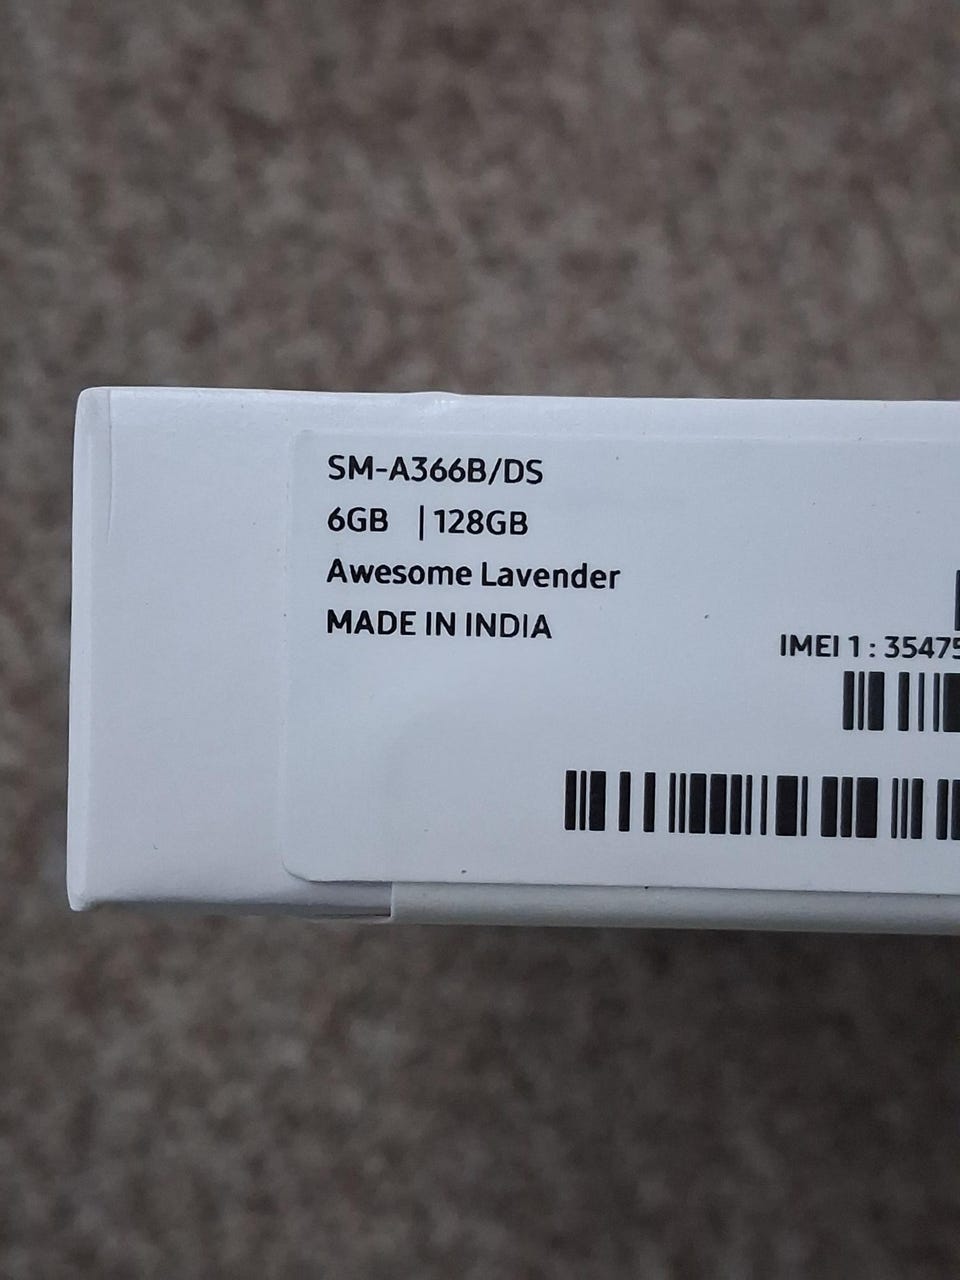 SM-A366B/DS
6GB | 128GB
Awesome Lavender
MADE IN INDIA
IMEI 1 : 35475